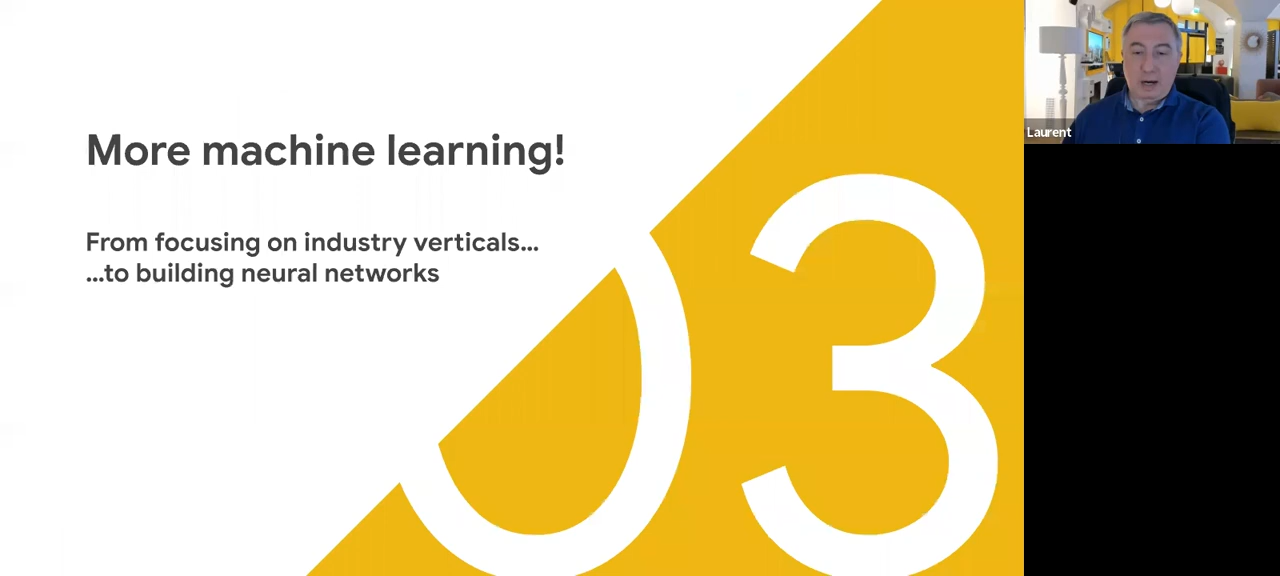 More machine learning!
From focusing on industry verticals...
...to building neural networks
03
Laurent